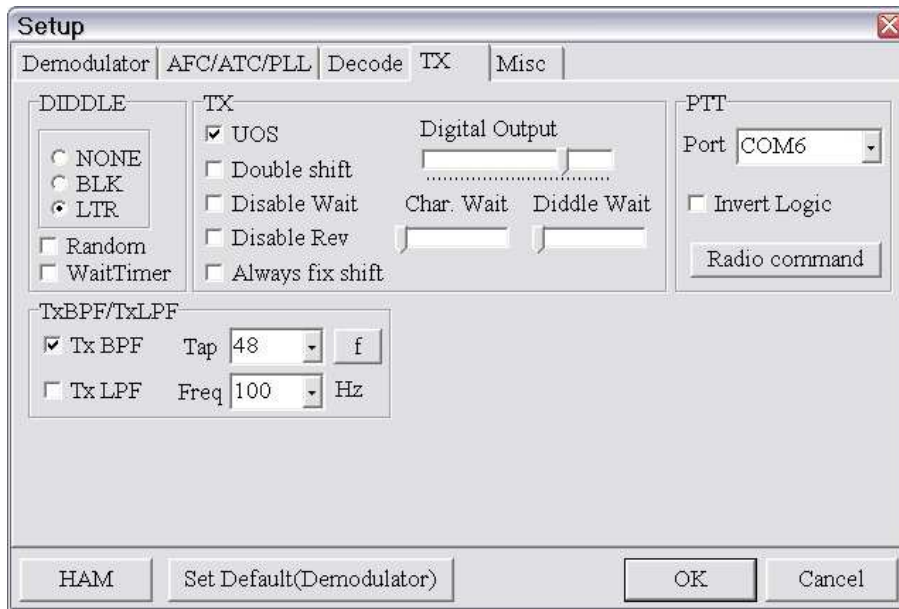 Setup
Demodulator AFC/ATC/PLL Decode TX Misc
DIDDLE
NONE
BLK
LTR
Random
WaitTimer
TX
UOS
Double shift
Disable Wait
Disable Rev
Always fix shift
Digital Output
Char. Wait Diddle Wait
PTT
Port COM6
Invert Logic
Radio command
TxBPF/TxLPF
Tx BPF Tap 48 f
Tx LPF Freq 100 Hz
HAM Set Default(Demodulator) OK Cancel